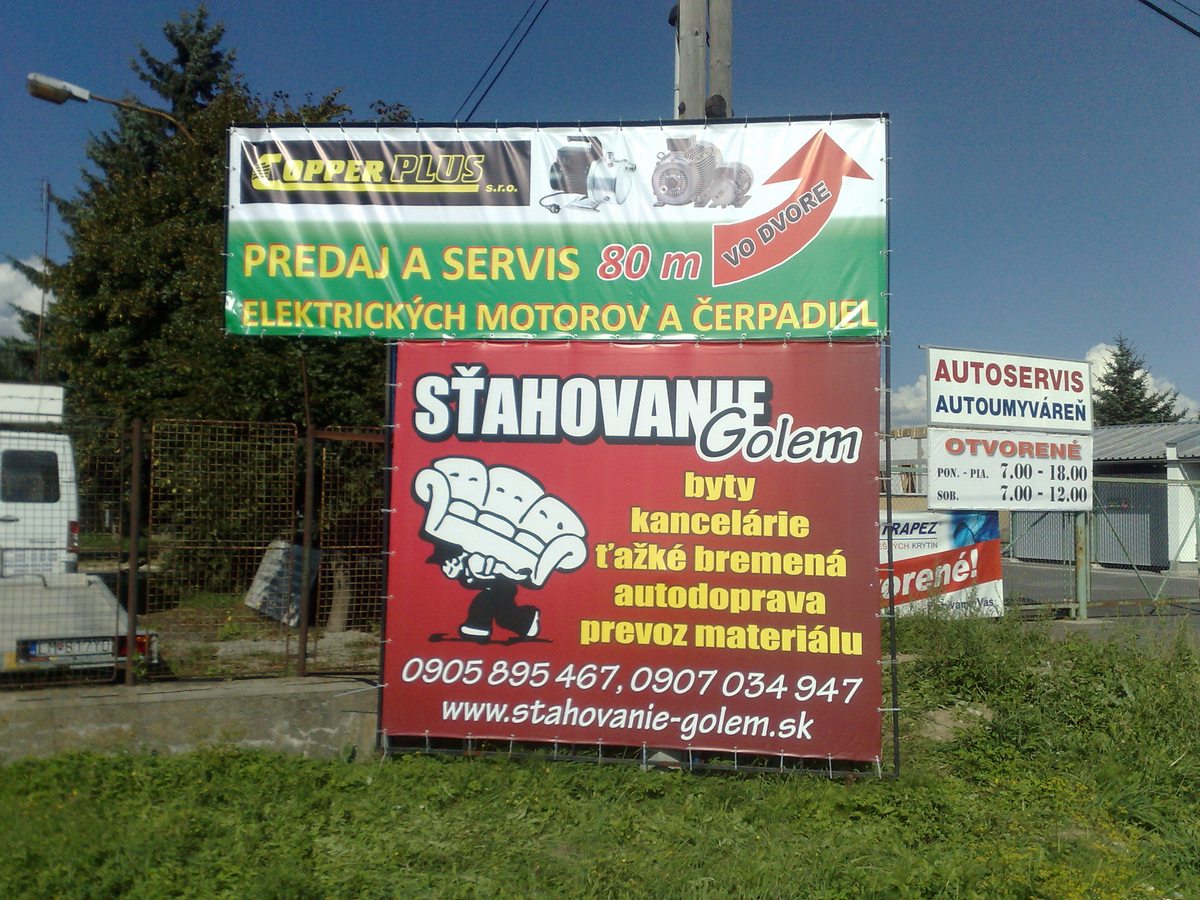 COPPER PLUS s.r.o.
VO DVORE
PREDAJ A SERVIS 80 m
ELEKTRICKÝCH MOTOROV A ČERPADIEL
SŤAHOVANIE
Golem
byty
kancelárie
ťažké bremená
autodoprava
prevoz materiálu
0905 895 467, 0907 034 947
www.stahovanie-golem.sk
AUTOSERVIS
AUTOUMYVÁREŇ
OTVORENÉ
PON. - PIA. 7.00 - 18.00
SOB. 7.00 - 12.00
TRAPEZ
orené!
Vás